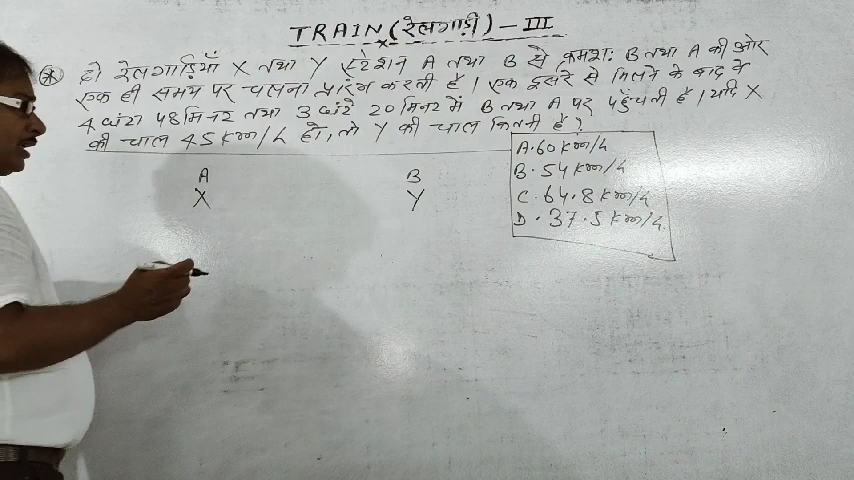 TRAIN (रेलगाड़ी) - III
* दो रेलगाड़ियाँ X तथा Y स्टेशन A तथा B से क्रमशः B तथा A की ओर
एक ही समय पर चलना प्रारंभ करती हैं। एक दूसरे से मिलने के बाद वे
4 घंटा 48 मिनट तथा 3 घंटे 20 मिनट में B तथा A पर पहुँचती हैं। यदि X
की चाल 45 km/h हो, तो Y की चाल कितनी है?
A. 60 km/h
B. 54 km/h
C. 64.8 km/h
D. 37.5 km/h.
A B
X Y